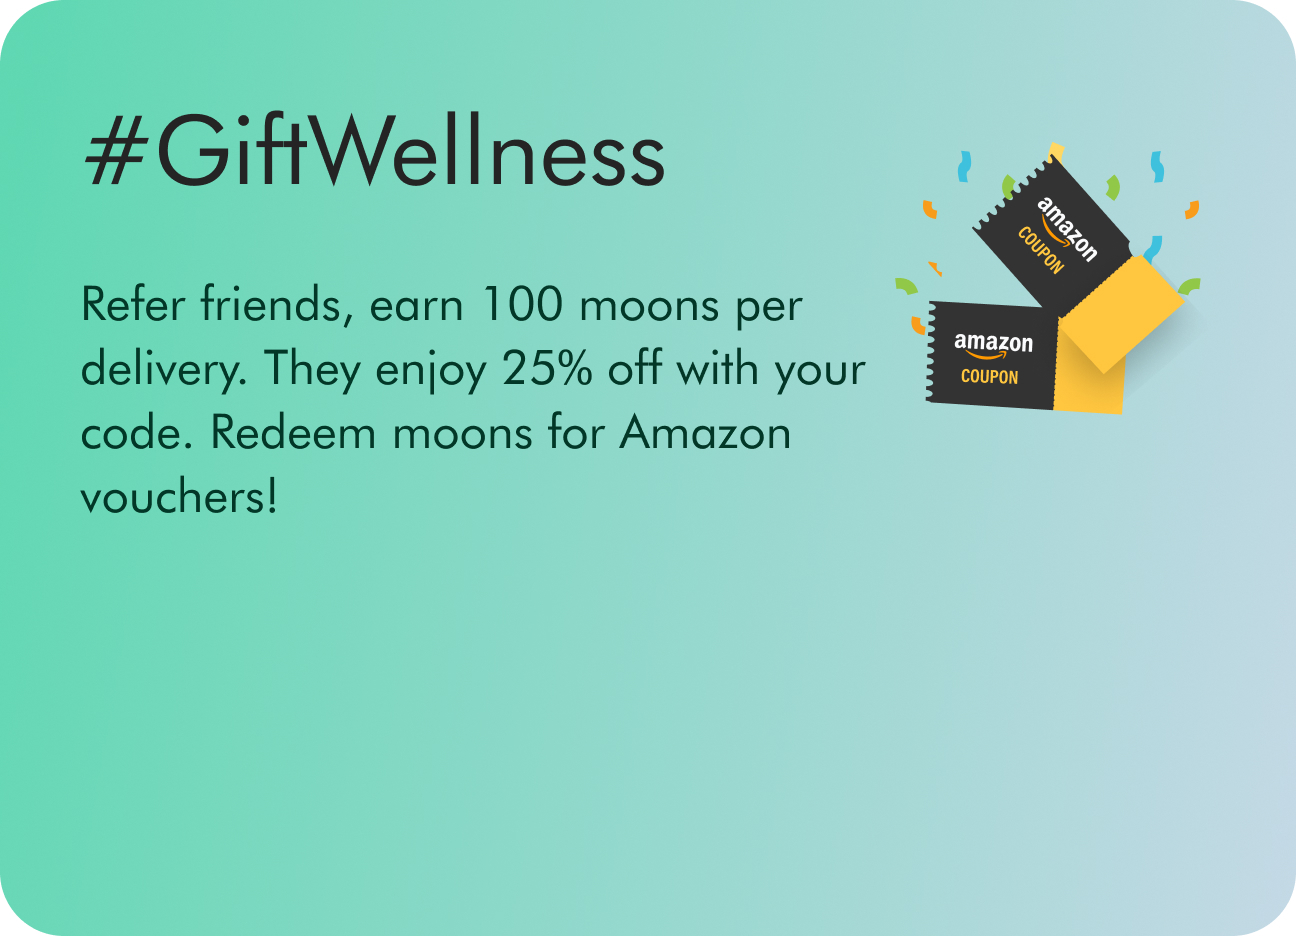 #GiftWellness
Refer friends, earn 100 moons per
delivery. They enjoy 25% off with your
code. Redeem moons for Amazon
vouchers!
amazon
COUPON
amazon
COUPON